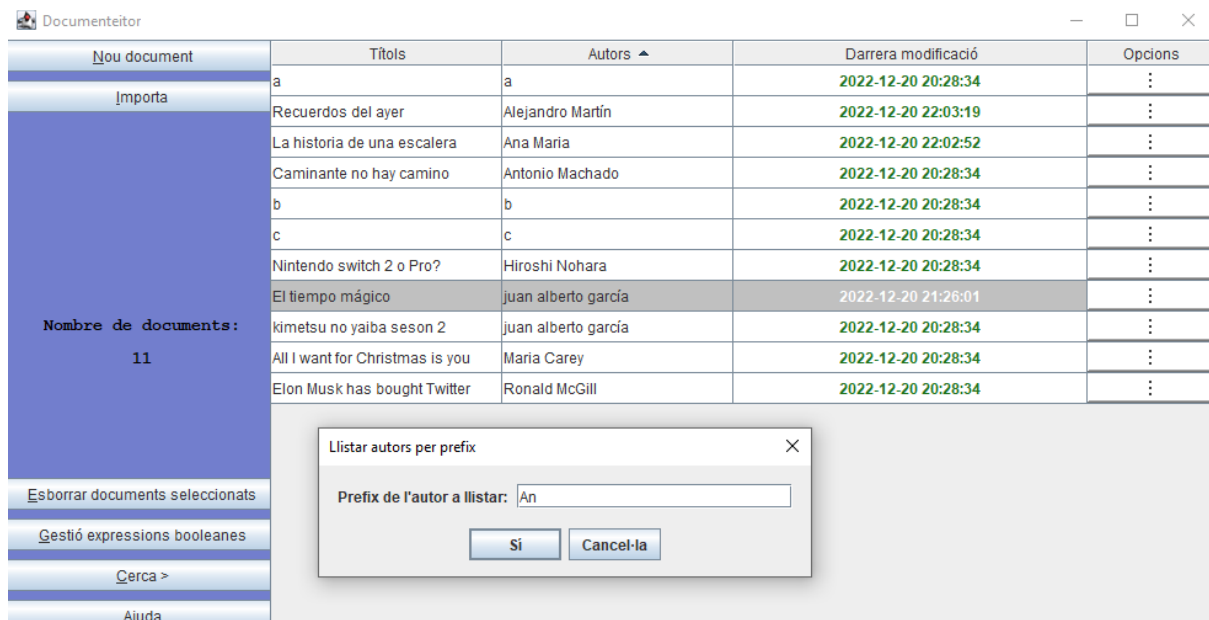 Documenteitor
Nou document
Importa
Nombre de documents:
11
Esborrar documents seleccionats
Gestió expressions booleanes
Cerca >
Ajuda
Títols Autors Darrera modificació Opcions
a a 2022-12-20 20:28:34
Recuerdos del ayer Alejandro Martín 2022-12-20 22:03:19
La historia de una escalera Ana Maria 2022-12-20 22:02:52
Caminante no hay camino Antonio Machado 2022-12-20 20:28:34
b b 2022-12-20 20:28:34
c c 2022-12-20 20:28:34
Nintendo switch 2 o Pro? Hiroshi Nohara 2022-12-20 20:28:34
El tiempo mágico juan alberto garcía 2022-12-20 21:26:01
kimetsu no yaiba seson 2 juan alberto garcía 2022-12-20 20:28:34
All I want for Christmas is you Maria Carey 2022-12-20 20:28:34
Elon Musk has bought Twitter Ronald McGill 2022-12-20 20:28:34
Llistar autors per prefix
Prefix de l'autor a llistar: An
Sí Cancel·la